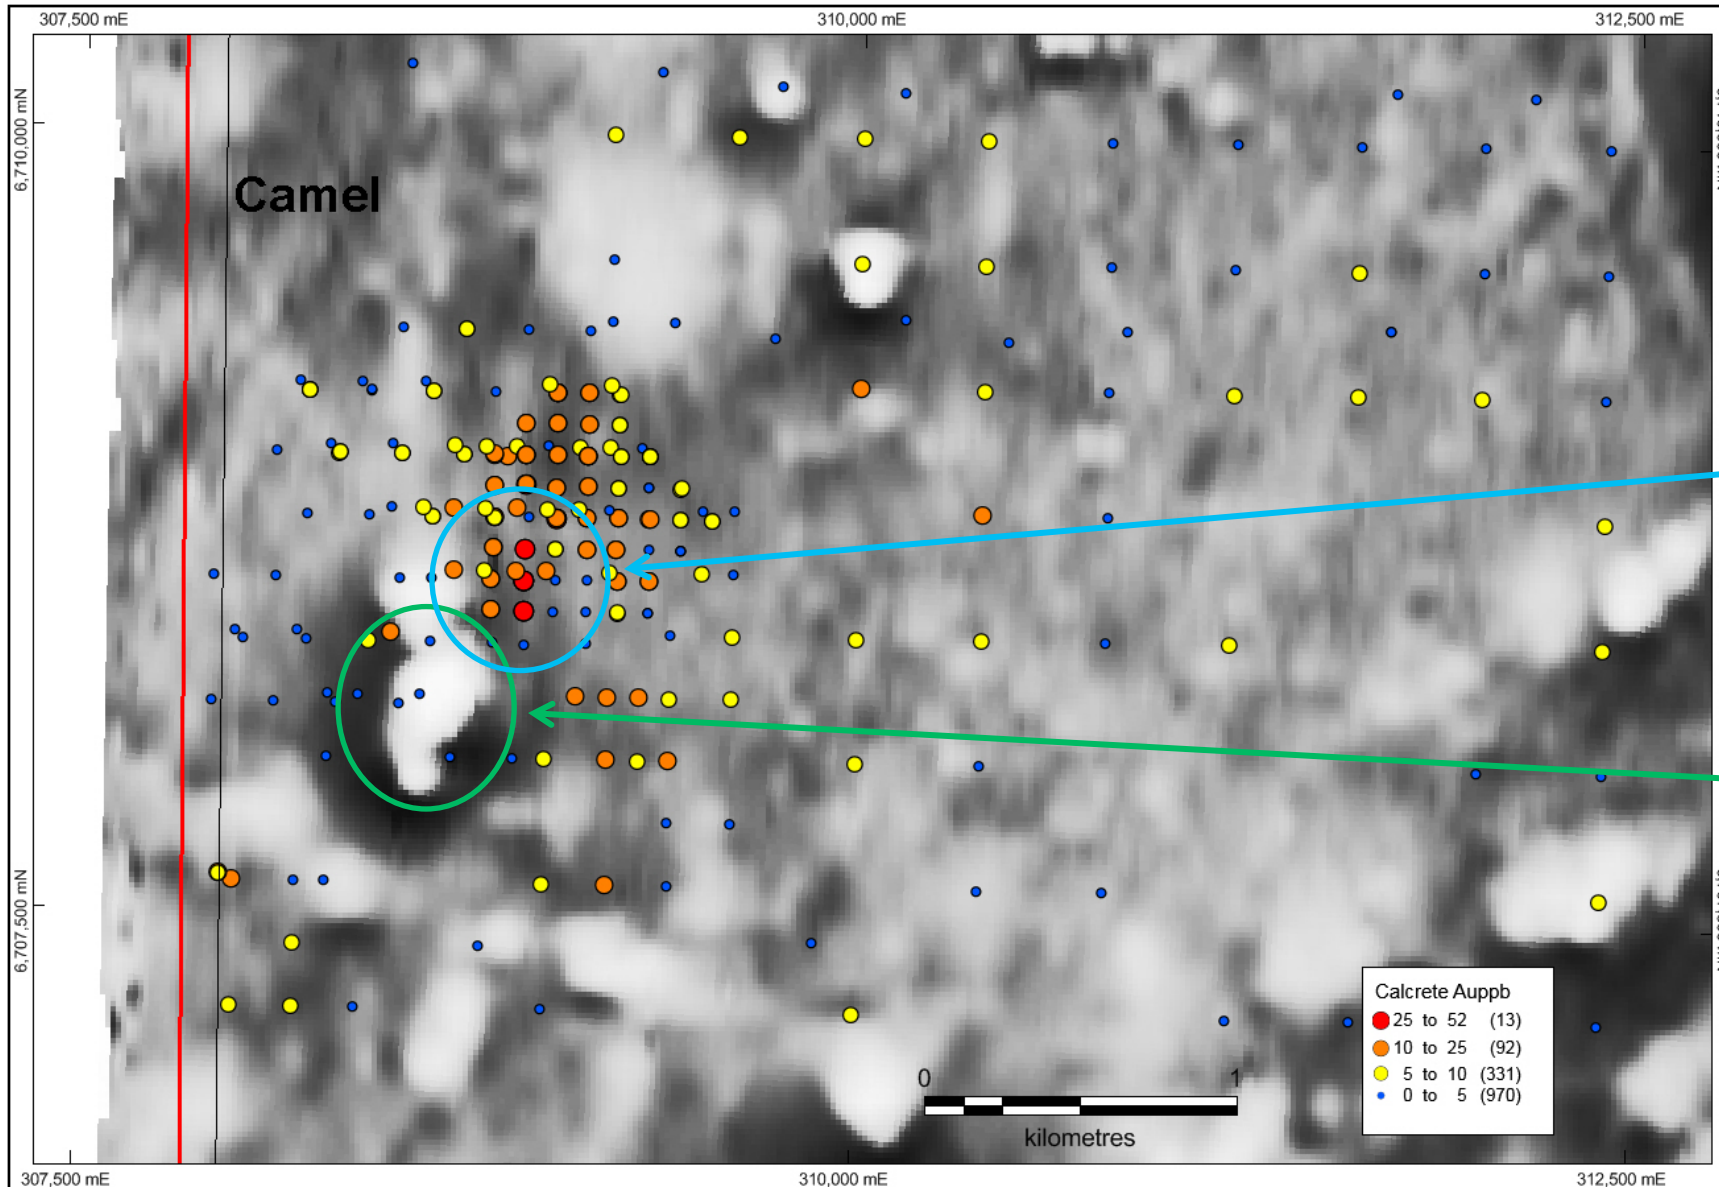 307,500 mE 310,000 mE 312,500 mE
6,710,000 mN
Camel
6,707,500 mN
Calcrete Auppb
25 to 52 (13)
10 to 25 (92)
5 to 10 (331)
0 to 5 (970)
0 1
kilometres
307,500 mE 310,000 mE 312,500 mE